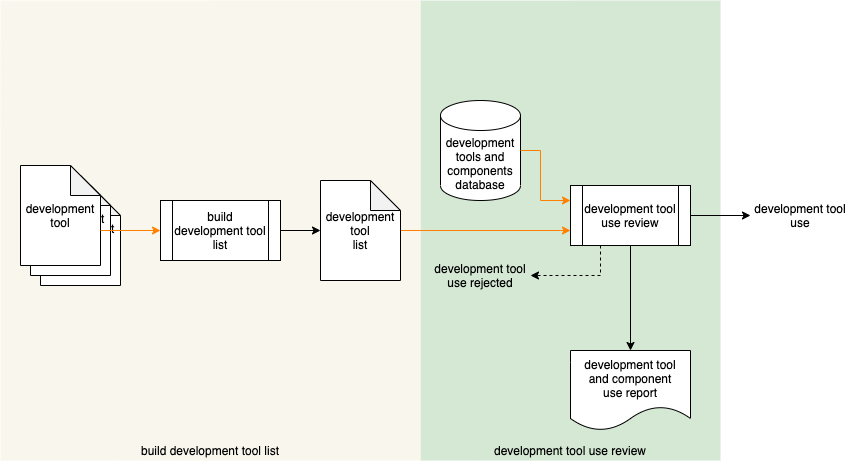 development
tools and
components
database
development
tool
t
t
build
development tool
list
development
tool
list
development tool
use review
development tool
use
development tool
use rejected
development tool
and component
use report
build development tool list
development tool use review